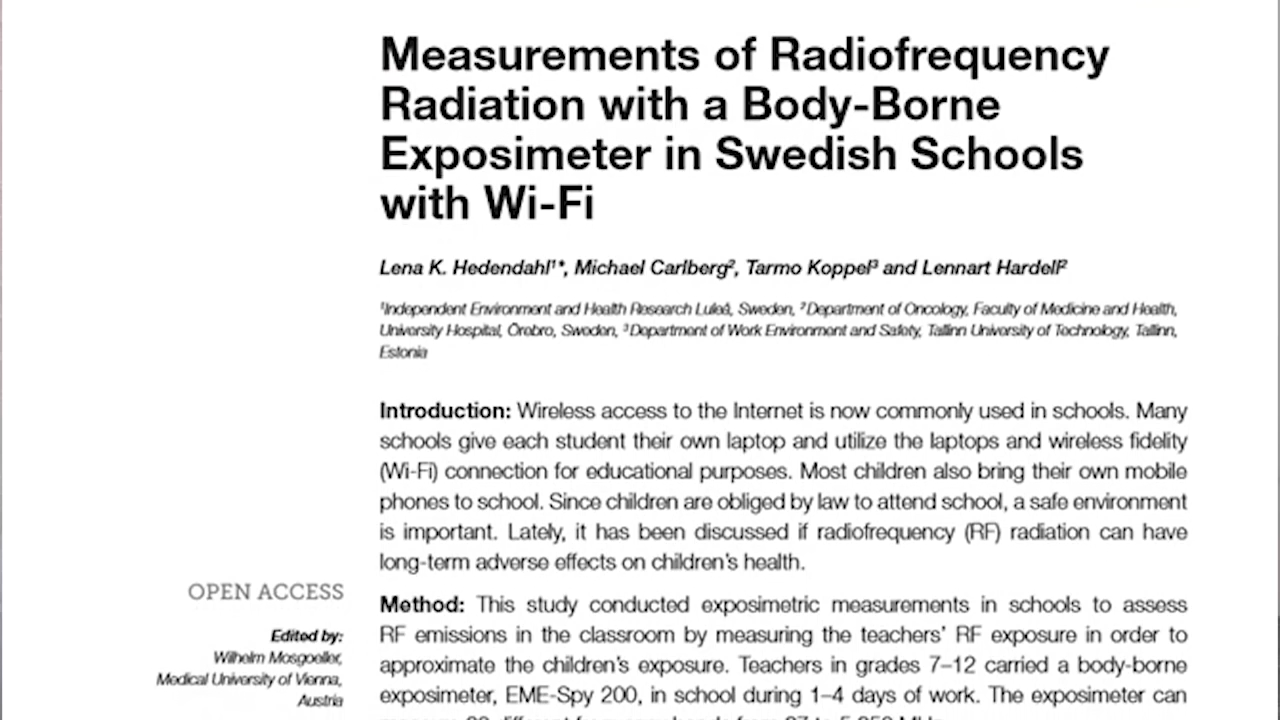 Measurements of Radiofrequency
Radiation with a Body-Borne
Exposimeter in Swedish Schools
with Wi-Fi
Lena K. Hedendahl¹*, Michael Carlberg², Tarmo Koppel³ and Lennart Hardell²
¹Independent Environment and Health Research Luleå, Sweden, ²Department of Oncology, Faculty of Medicine and Health,
University Hospital, Örebro, Sweden, ³Department of Work Environment and Safety, Tallinn University of Technology, Tallinn,
Estonia
Introduction: Wireless access to the Internet is now commonly used in schools. Many
schools give each student their own laptop and utilize the laptops and wireless fidelity
(Wi-Fi) connection for educational purposes. Most children also bring their own mobile
phones to school. Since children are obliged by law to attend school, a safe environment
is important. Lately, it has been discussed if radiofrequency (RF) radiation can have
long-term adverse effects on children's health.
OPEN ACCESS
Edited by:
Wilhelm Mosgoeller,
Medical University of Vienna,
Austria
Method: This study conducted exposimetric measurements in schools to assess
RF emissions in the classroom by measuring the teachers' RF exposure in order to
approximate the children's exposure. Teachers in grades 7–12 carried a body-borne
exposimeter, EME-Spy 200, in school during 1–4 days of work. The exposimeter can